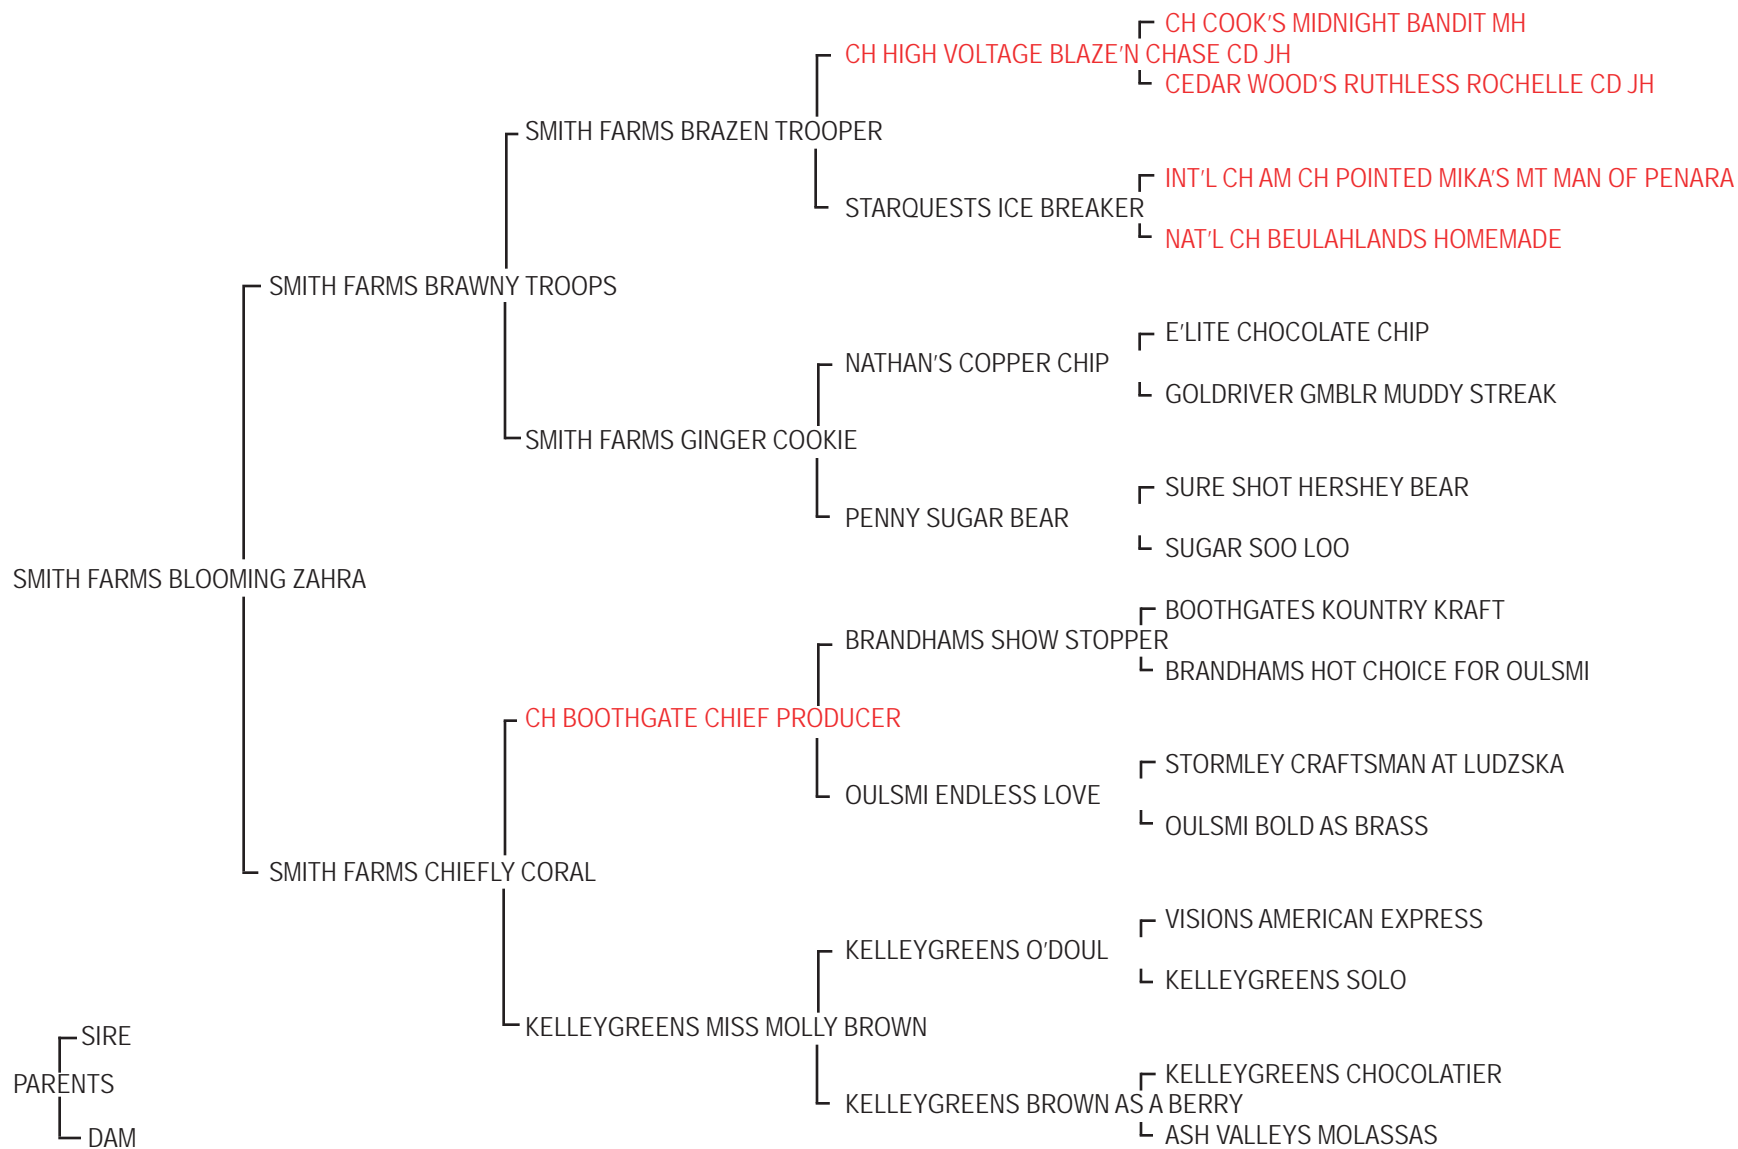 CH COOK'S MIDNIGHT BANDIT MH
CH HIGH VOLTAGE BLAZE'N CHASE CD JH
CEDAR WOOD'S RUTHLESS ROCHELLE CD JH
SMITH FARMS BRAZEN TROOPER
INT'L CH AM CH POINTED MIKA'S MT MAN OF PENARA
STARQUESTS ICE BREAKER
NAT'L CH BEULAHLANDS HOMEMADE
SMITH FARMS BRAWNY TROOPS
E'LITE CHOCOLATE CHIP
NATHAN'S COPPER CHIP
GOLDRIVER GMBLR MUDDY STREAK
SMITH FARMS GINGER COOKIE
SURE SHOT HERSHEY BEAR
PENNY SUGAR BEAR
SUGAR SOO LOO
SMITH FARMS BLOOMING ZAHRA
BOOTHGATES KOUNTRY KRAFT
BRANDHAMS SHOW STOPPER
BRANDHAMS HOT CHOICE FOR OULSMI
CH BOOTHGATE CHIEF PRODUCER
STORMLEY CRAFTSMAN AT LUDZSKA
OULSMI ENDLESS LOVE
OULSMI BOLD AS BRASS
SMITH FARMS CHIEFLY CORAL
VISIONS AMERICAN EXPRESS
KELLEYGREENS O'DOUL
KELLEYGREENS SOLO
KELLEYGREENS MISS MOLLY BROWN
KELLEYGREENS CHOCOLATIER
KELLEYGREENS BROWN AS A BERRY
ASH VALLEYS MOLASSAS
SIRE
PARENTS
DAM